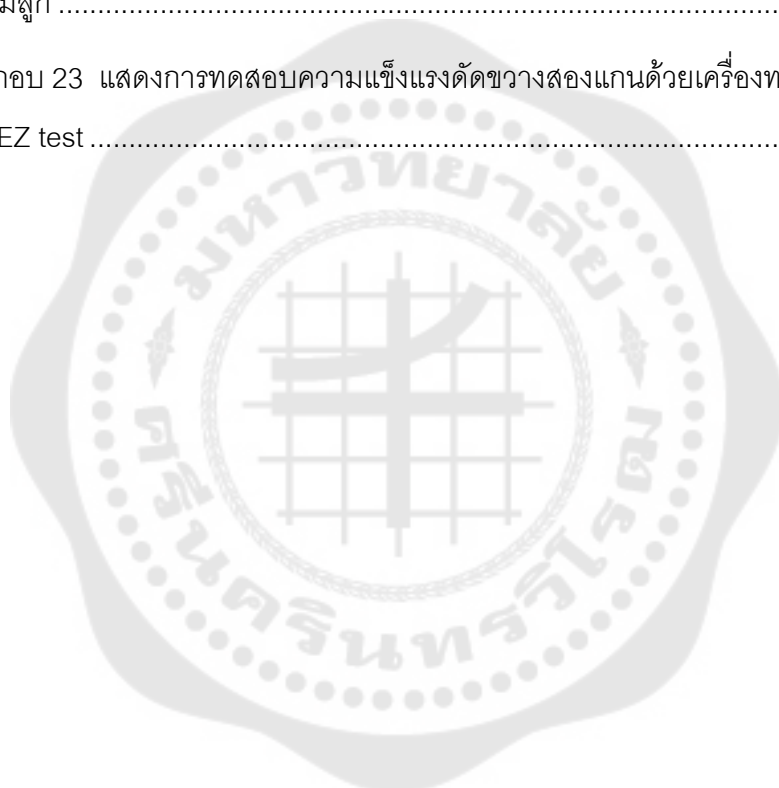 มลูก ........................................................................................................
กอบ 23 แสดงการทดสอบความแข็งแรงดัดขวางสองแกนด้วยเครื่องท
EZ test ........................................................................................................
มหาวิทยาลัย
ศรีนครินทรวิโรฒ